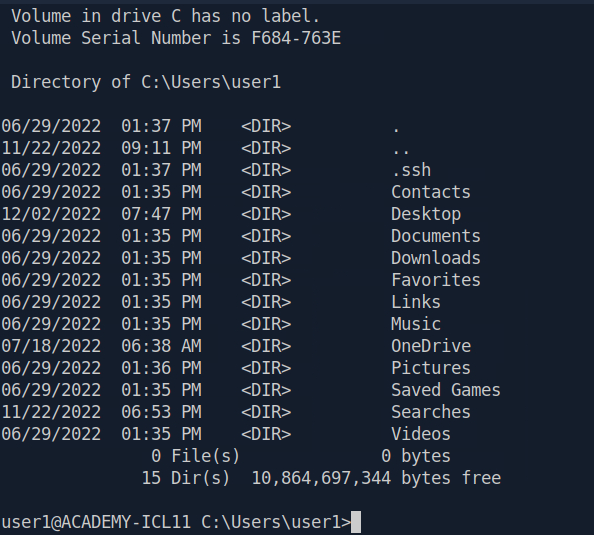 Volume in drive C has no label.
Volume Serial Number is F684-763E
Directory of C:\Users\user1
06/29/2022  01:37 PM    <DIR>          .
11/22/2022  09:11 PM    <DIR>          ..
06/29/2022  01:37 PM    <DIR>          .ssh
06/29/2022  01:35 PM    <DIR>          Contacts
12/02/2022  07:47 PM    <DIR>          Desktop
06/29/2022  01:35 PM    <DIR>          Documents
06/29/2022  01:35 PM    <DIR>          Downloads
06/29/2022  01:35 PM    <DIR>          Favorites
06/29/2022  01:35 PM    <DIR>          Links
06/29/2022  01:35 PM    <DIR>          Music
07/18/2022  06:38 AM    <DIR>          OneDrive
06/29/2022  01:36 PM    <DIR>          Pictures
06/29/2022  01:35 PM    <DIR>          Saved Games
11/22/2022  06:53 PM    <DIR>          Searches
06/29/2022  01:35 PM    <DIR>          Videos
0 File(s)              0 bytes
15 Dir(s)  10,864,697,344 bytes free
user1@ACADEMY-ICL11 C:\Users\user1>